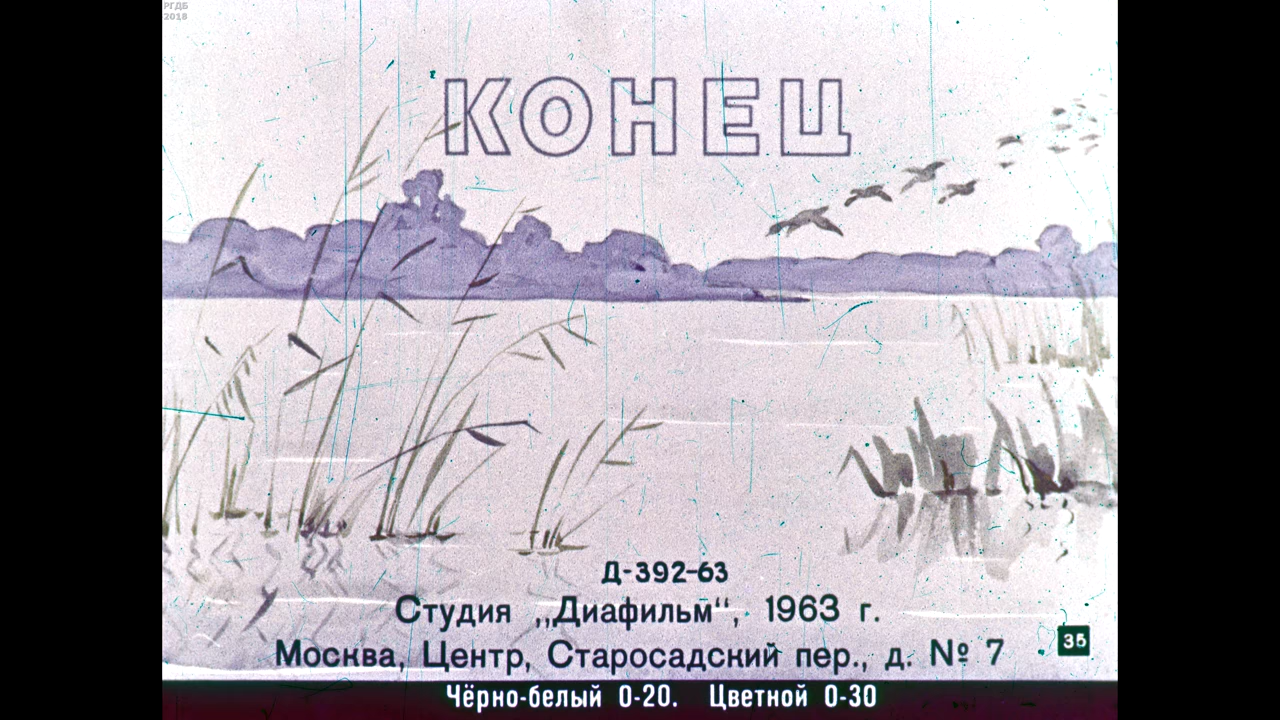 РГДБ
2018
КОНЕЦ
Д-392-63
Студия „Диафильм“, 1963 г.
Москва, Центр, Старосадский пер., д. № 7
35
Чёрно-белый 0-20. Цветной 0-30